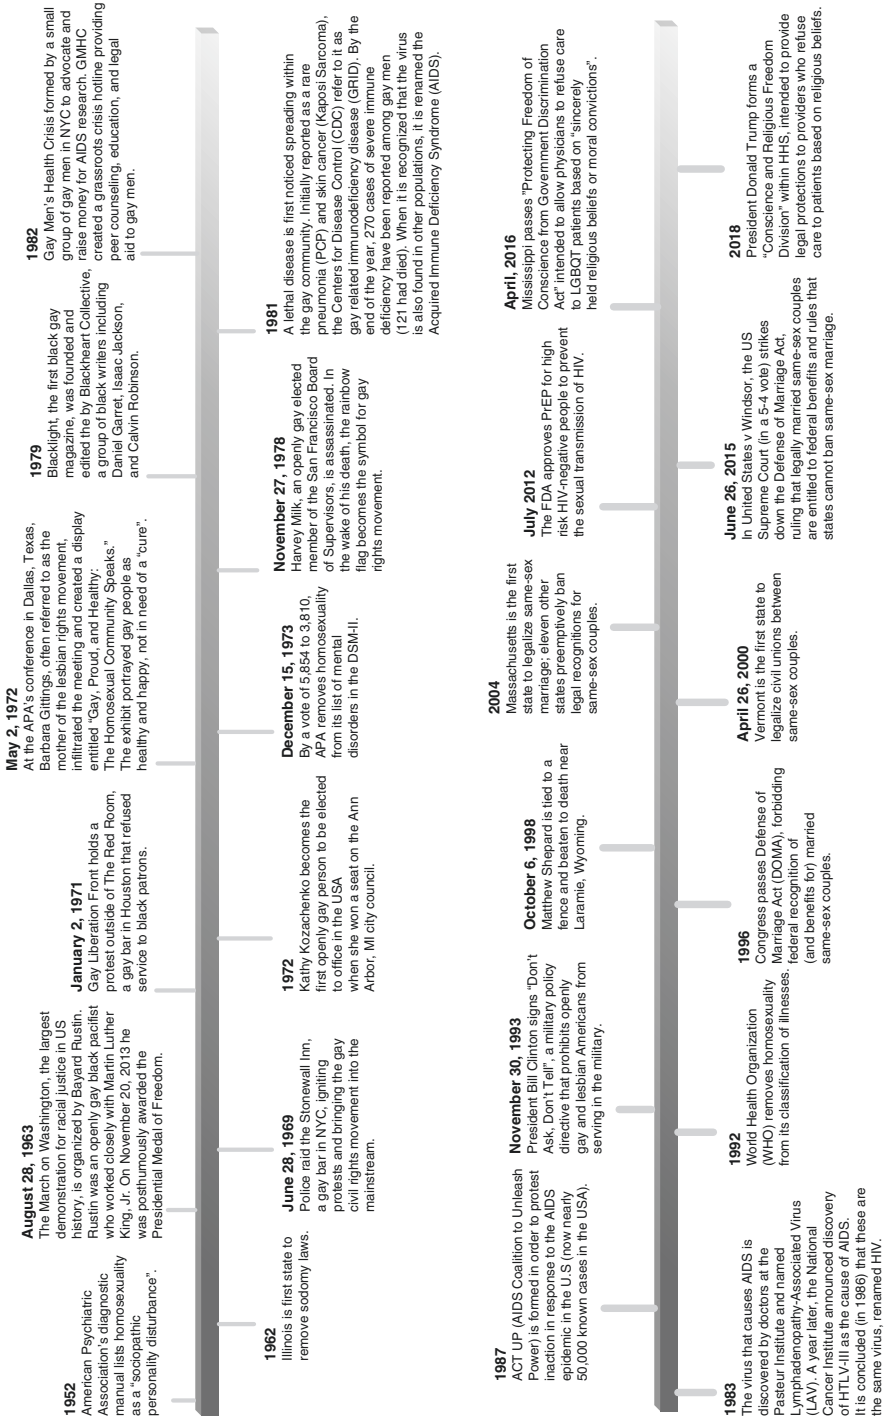 1952
American Psychiatric
Association's diagnostic
manual lists homosexuality
as a "sociopathic
personality disturbance".
August 28, 1963
The March on Washington, the largest
demonstration for racial justice in US
history, is organized by Bayard Rustin.
Rustin was an openly gay black pacifist
who worked closely with Martin Luther
King, Jr. On November 20, 2013 he
was posthumously awarded the
Presidential Medal of Freedom.
January 2, 1971
Gay Liberation Front holds a
protest outside of The Red Room,
a gay bar in Houston that refused
service to black patrons.
May 2, 1972
At the APA's conference in Dallas, Texas,
Barbara Gittings, often referred to as the
mother of the lesbian rights movement,
infiltrated the meeting and created a display
entitled "Gay, Proud, and Healthy:
The Homosexual Community Speaks."
The exhibit portrayed gay people as
healthy and happy, not in need of a "cure".
1979
Blacklight, the first black gay
magazine, was founded and
edited the by Blackheart Collective,
a group of black writers including
Daniel Garret, Isaac Jackson,
and Calvin Robinson.
1982
Gay Men's Health Crisis formed by a small
group of gay men in NYC to advocate and
raise money for AIDS research. GMHC
created a grassroots crisis hotline providing
peer counseling, education, and legal
aid to gay men.
1962
Illinois is first state to
remove sodomy laws.
June 28, 1969
Police raid the Stonewall Inn,
a gay bar in NYC, igniting
protests and bringing the gay
civil rights movement into the
mainstream.
1972
Kathy Kozachenko becomes the
first openly gay person to be elected
to office in the USA
when she won a seat on the Ann
Arbor, MI city council.
December 15, 1973
By a vote of 5,854 to 3,810,
APA removes homosexuality
from its list of mental
disorders in the DSM-II.
November 27, 1978
Harvey Milk, an openly gay elected
member of the San Francisco Board
of Supervisors, is assassinated. In
the wake of his death, the rainbow
flag becomes the symbol for gay
rights movement.
1981
A lethal disease is first noticed spreading within
the gay community. Initially reported as a rare
pneumonia (PCP) and skin cancer (Kaposi Sarcoma),
the Centers for Disease Control (CDC) refer to it as
gay related immunodeficiency disease (GRID). By the
end of the year, 270 cases of severe immune
deficiency have been reported among gay men
(121 had died). When it is recognized that the virus
is also found in other populations, it is renamed the
Acquired Immune Deficiency Syndrome (AIDS).
1987
ACT UP (AIDS Coalition to Unleash
Power) is formed in order to protest
inaction in response to the AIDS
epidemic in the U.S (now nearly
50,000 known cases in the USA).
November 30, 1993
President Bill Clinton signs "Don't
Ask, Don't Tell", a military policy
directive that prohibits openly
gay and lesbian Americans from
serving in the military.
October 6, 1998
Matthew Shepard is tied to a
fence and beaten to death near
Laramie, Wyoming.
2004
Massachusetts is the first
state to legalize same-sex
marriage; eleven other
states preemptively ban
legal recognitions for
same-sex couples.
July 2012
The FDA approves PrEP for high
risk HIV-negative people to prevent
the sexual transmission of HIV.
April, 2016
Mississippi passes "Protecting Freedom of
Conscience from Government Discrimination
Act" intended to allow physicians to refuse care
to LGBQT patients based on "sincerely
held religious beliefs or moral convictions".
1983
The virus that causes AIDS is
discovered by doctors at the
Pasteur Institute and named
Lymphadenopathy-Associated Virus
(LAV). A year later, the National
Cancer Institute announced discovery
of HTLV-III as the cause of AIDS.
It is concluded (in 1986) that these are
the same virus, renamed HIV.
1992
World Health Organization
(WHO) removes homosexuality
from its classification of illnesses.
1996
Congress passes Defense of
Marriage Act (DOMA), forbidding
federal recognition of
(and benefits for) married
same-sex couples.
April 26, 2000
Vermont is the first state to
legalize civil unions between
same-sex couples.
June 26, 2015
In United States v Windsor, the US
Supreme Court (in a 5-4 vote) strikes
down the Defense of Marriage Act,
ruling that legally married same-sex couples
are entitled to federal benefits and rules that
states cannot ban same-sex marriage.
2018
President Donald Trump forms a
"Conscience and Religious Freedom
Division" within HHS, intended to provide
legal protections to providers who refuse
care to patients based on religious beliefs.